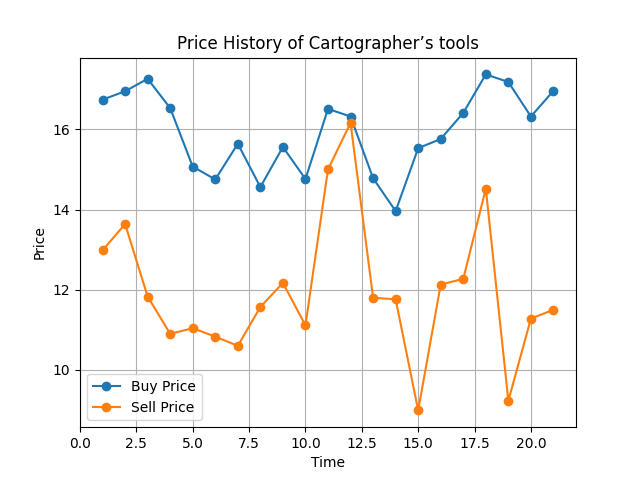 Price History of Cartographer’s tools
Price
16
14
12
10
Buy Price
Sell Price
0.0 2.5 5.0 7.5 10.0 12.5 15.0 17.5 20.0
Time